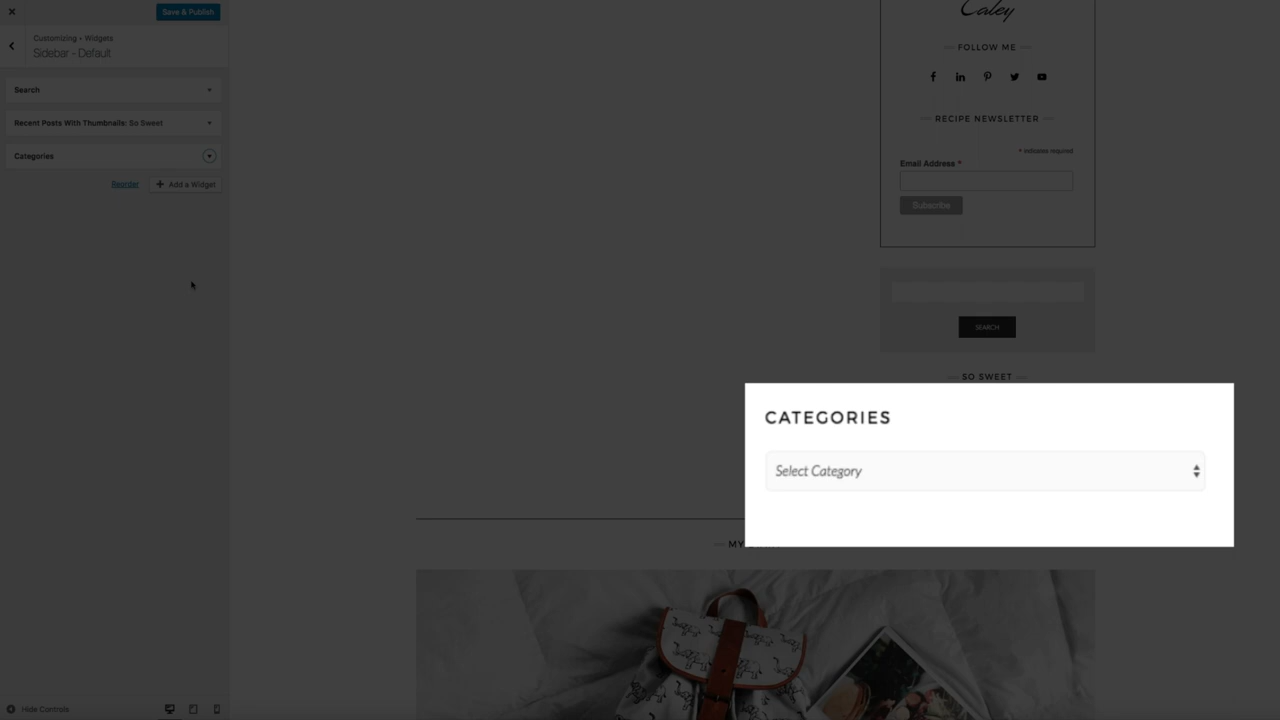 Save & Publish
Customizing • Widgets
Sidebar - Default
Search
Recent Posts With Thumbnails: So Sweet
Categories
Reorder
Add a Widget
Hide Controls
Caley
FOLLOW ME
RECIPE NEWSLETTER
* indicates required
Email Address *
Subscribe
SEARCH
SO SWEET
CATEGORIES
Select Category
MY